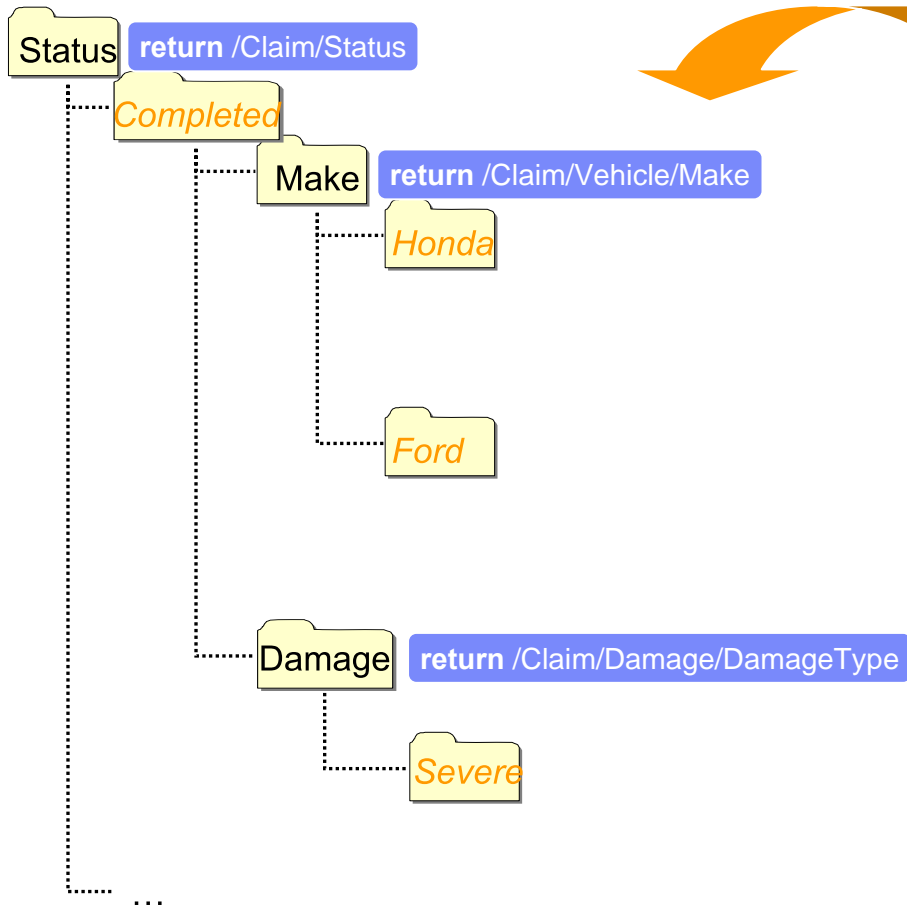 Status return /Claim/Status
Completed
Make return /Claim/Vehicle/Make
Honda
Ford
Damage return /Claim/Damage/DamageType
Severe
...